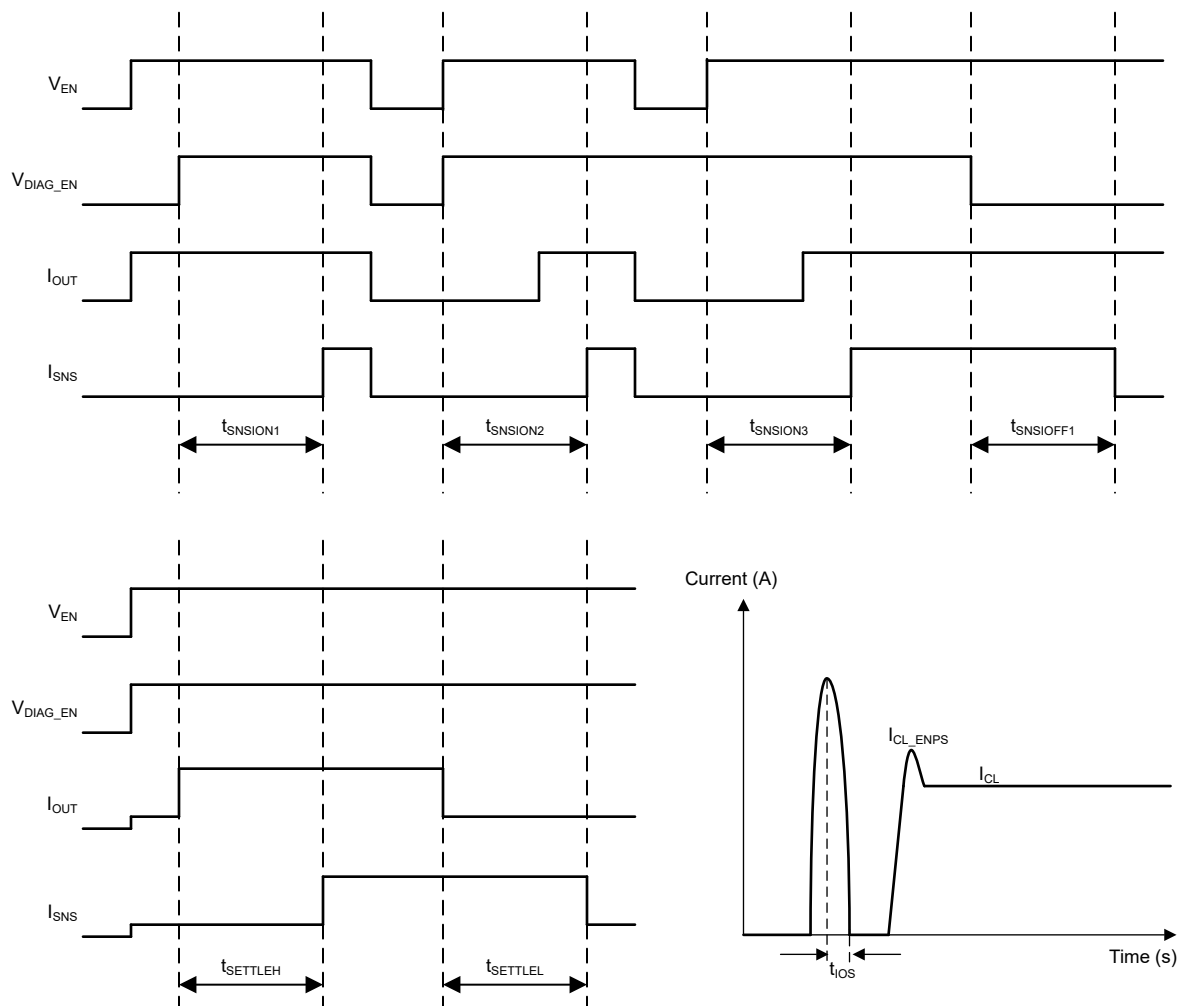 V_EN
V_DIAG_EN
I_OUT
I_SNS
t_SNSION1 t_SNSION2 t_SNSION3 t_SNSIOFF1
V_EN
V_DIAG_EN
I_OUT
I_SNS
t_SETTLEH t_SETTLEL
Current (A)
I_CL_ENPS
I_CL
Time (s)
t_IOS